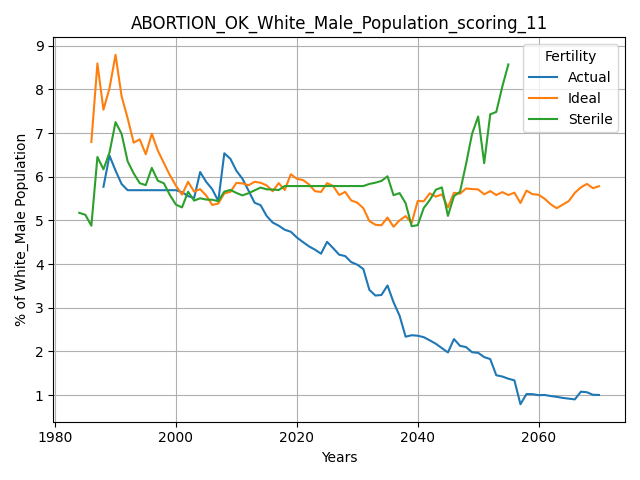 ABORTION_OK_White_Male_Population_scoring_11
Fertility
Actual
Ideal
Sterile
% of White_Male Population
9
8
7
6
5
4
3
2
1
1980
2000
2020
2040
2060
Years